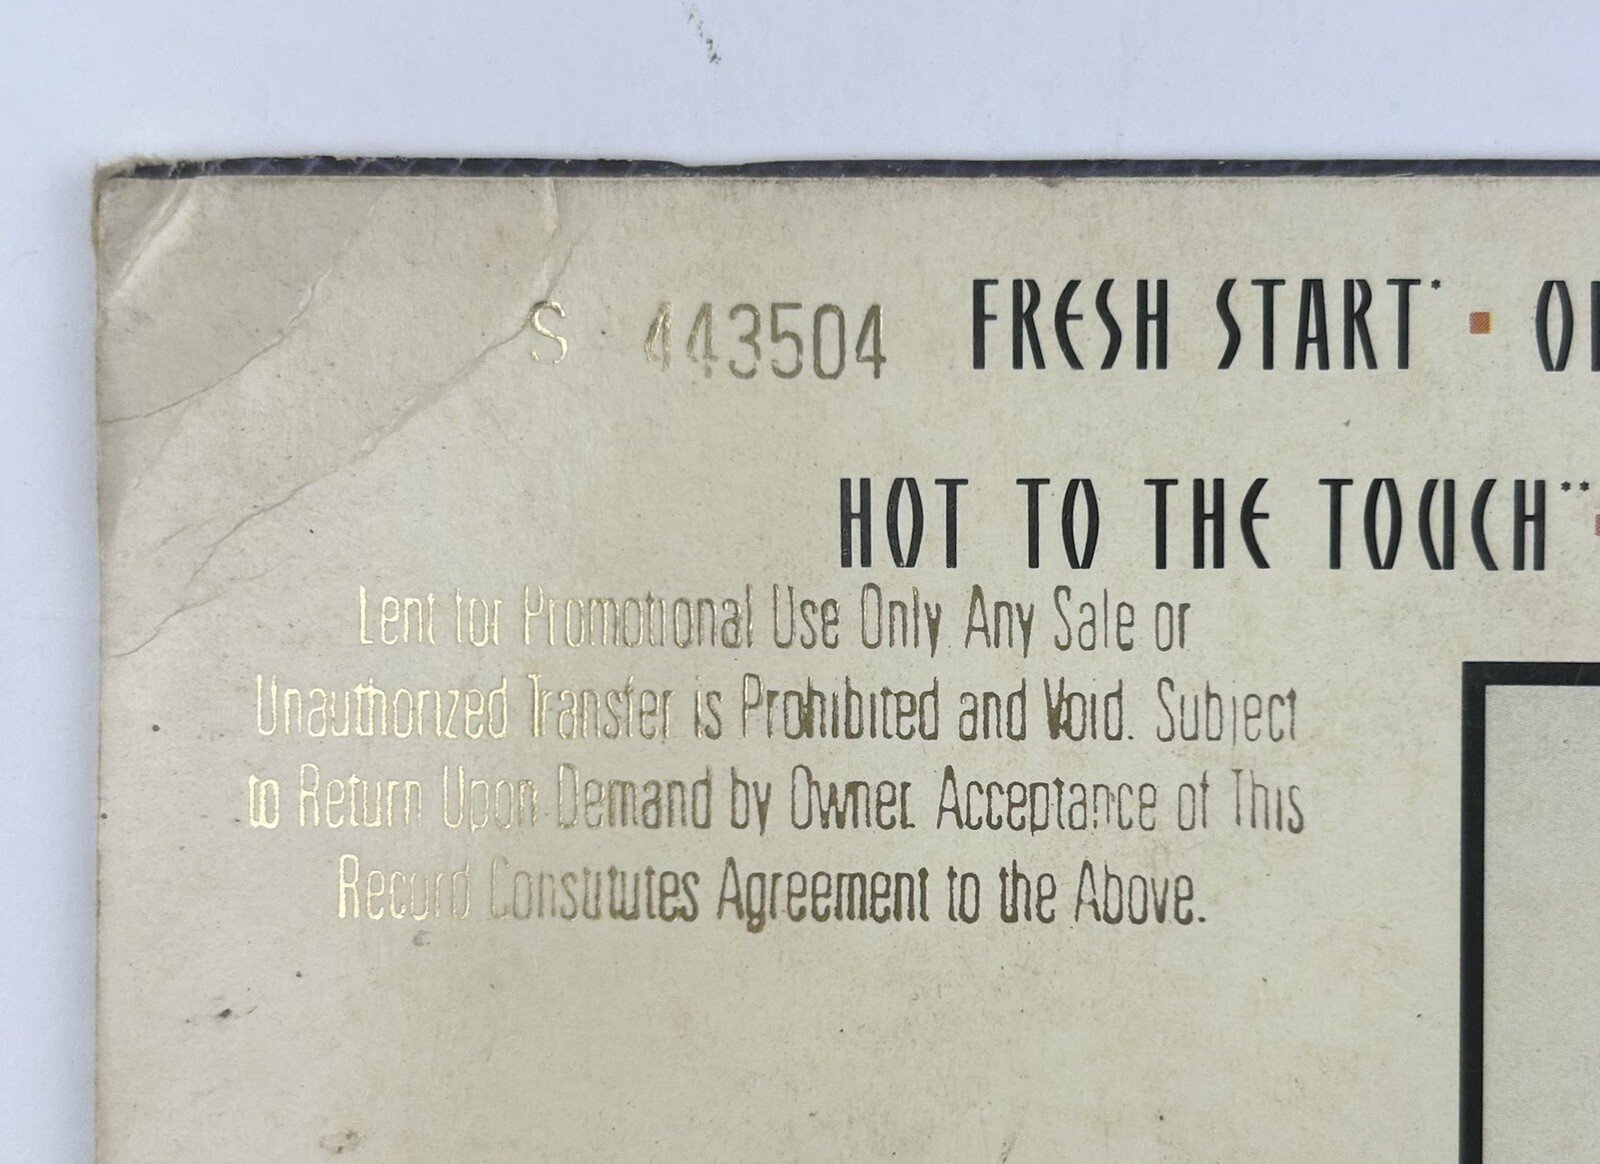 S 443504 FRESH START* ▪
HOT TO THE TOUCH**
Lent for Promotional Use Only Any Sale or
Unauthorized Transfer is Prohibited and Void. Subject
to Return Upon Demand by Owner. Acceptance of This
Record Constitutes Agreement to the Above.